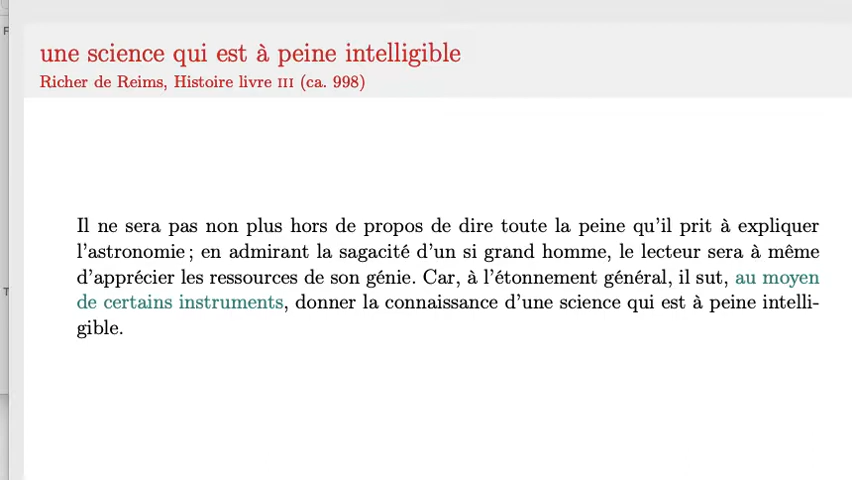 une science qui est à peine intelligible
Richer de Reims, Histoire livre III (ca. 998)
Il ne sera pas non plus hors de propos de dire toute la peine qu'il prit à expliquer
l'astronomie ; en admirant la sagacité d'un si grand homme, le lecteur sera à même
d'apprécier les ressources de son génie. Car, à l'étonnement général, il sut, au moyen
de certains instruments, donner la connaissance d'une science qui est à peine intelli-
gible.